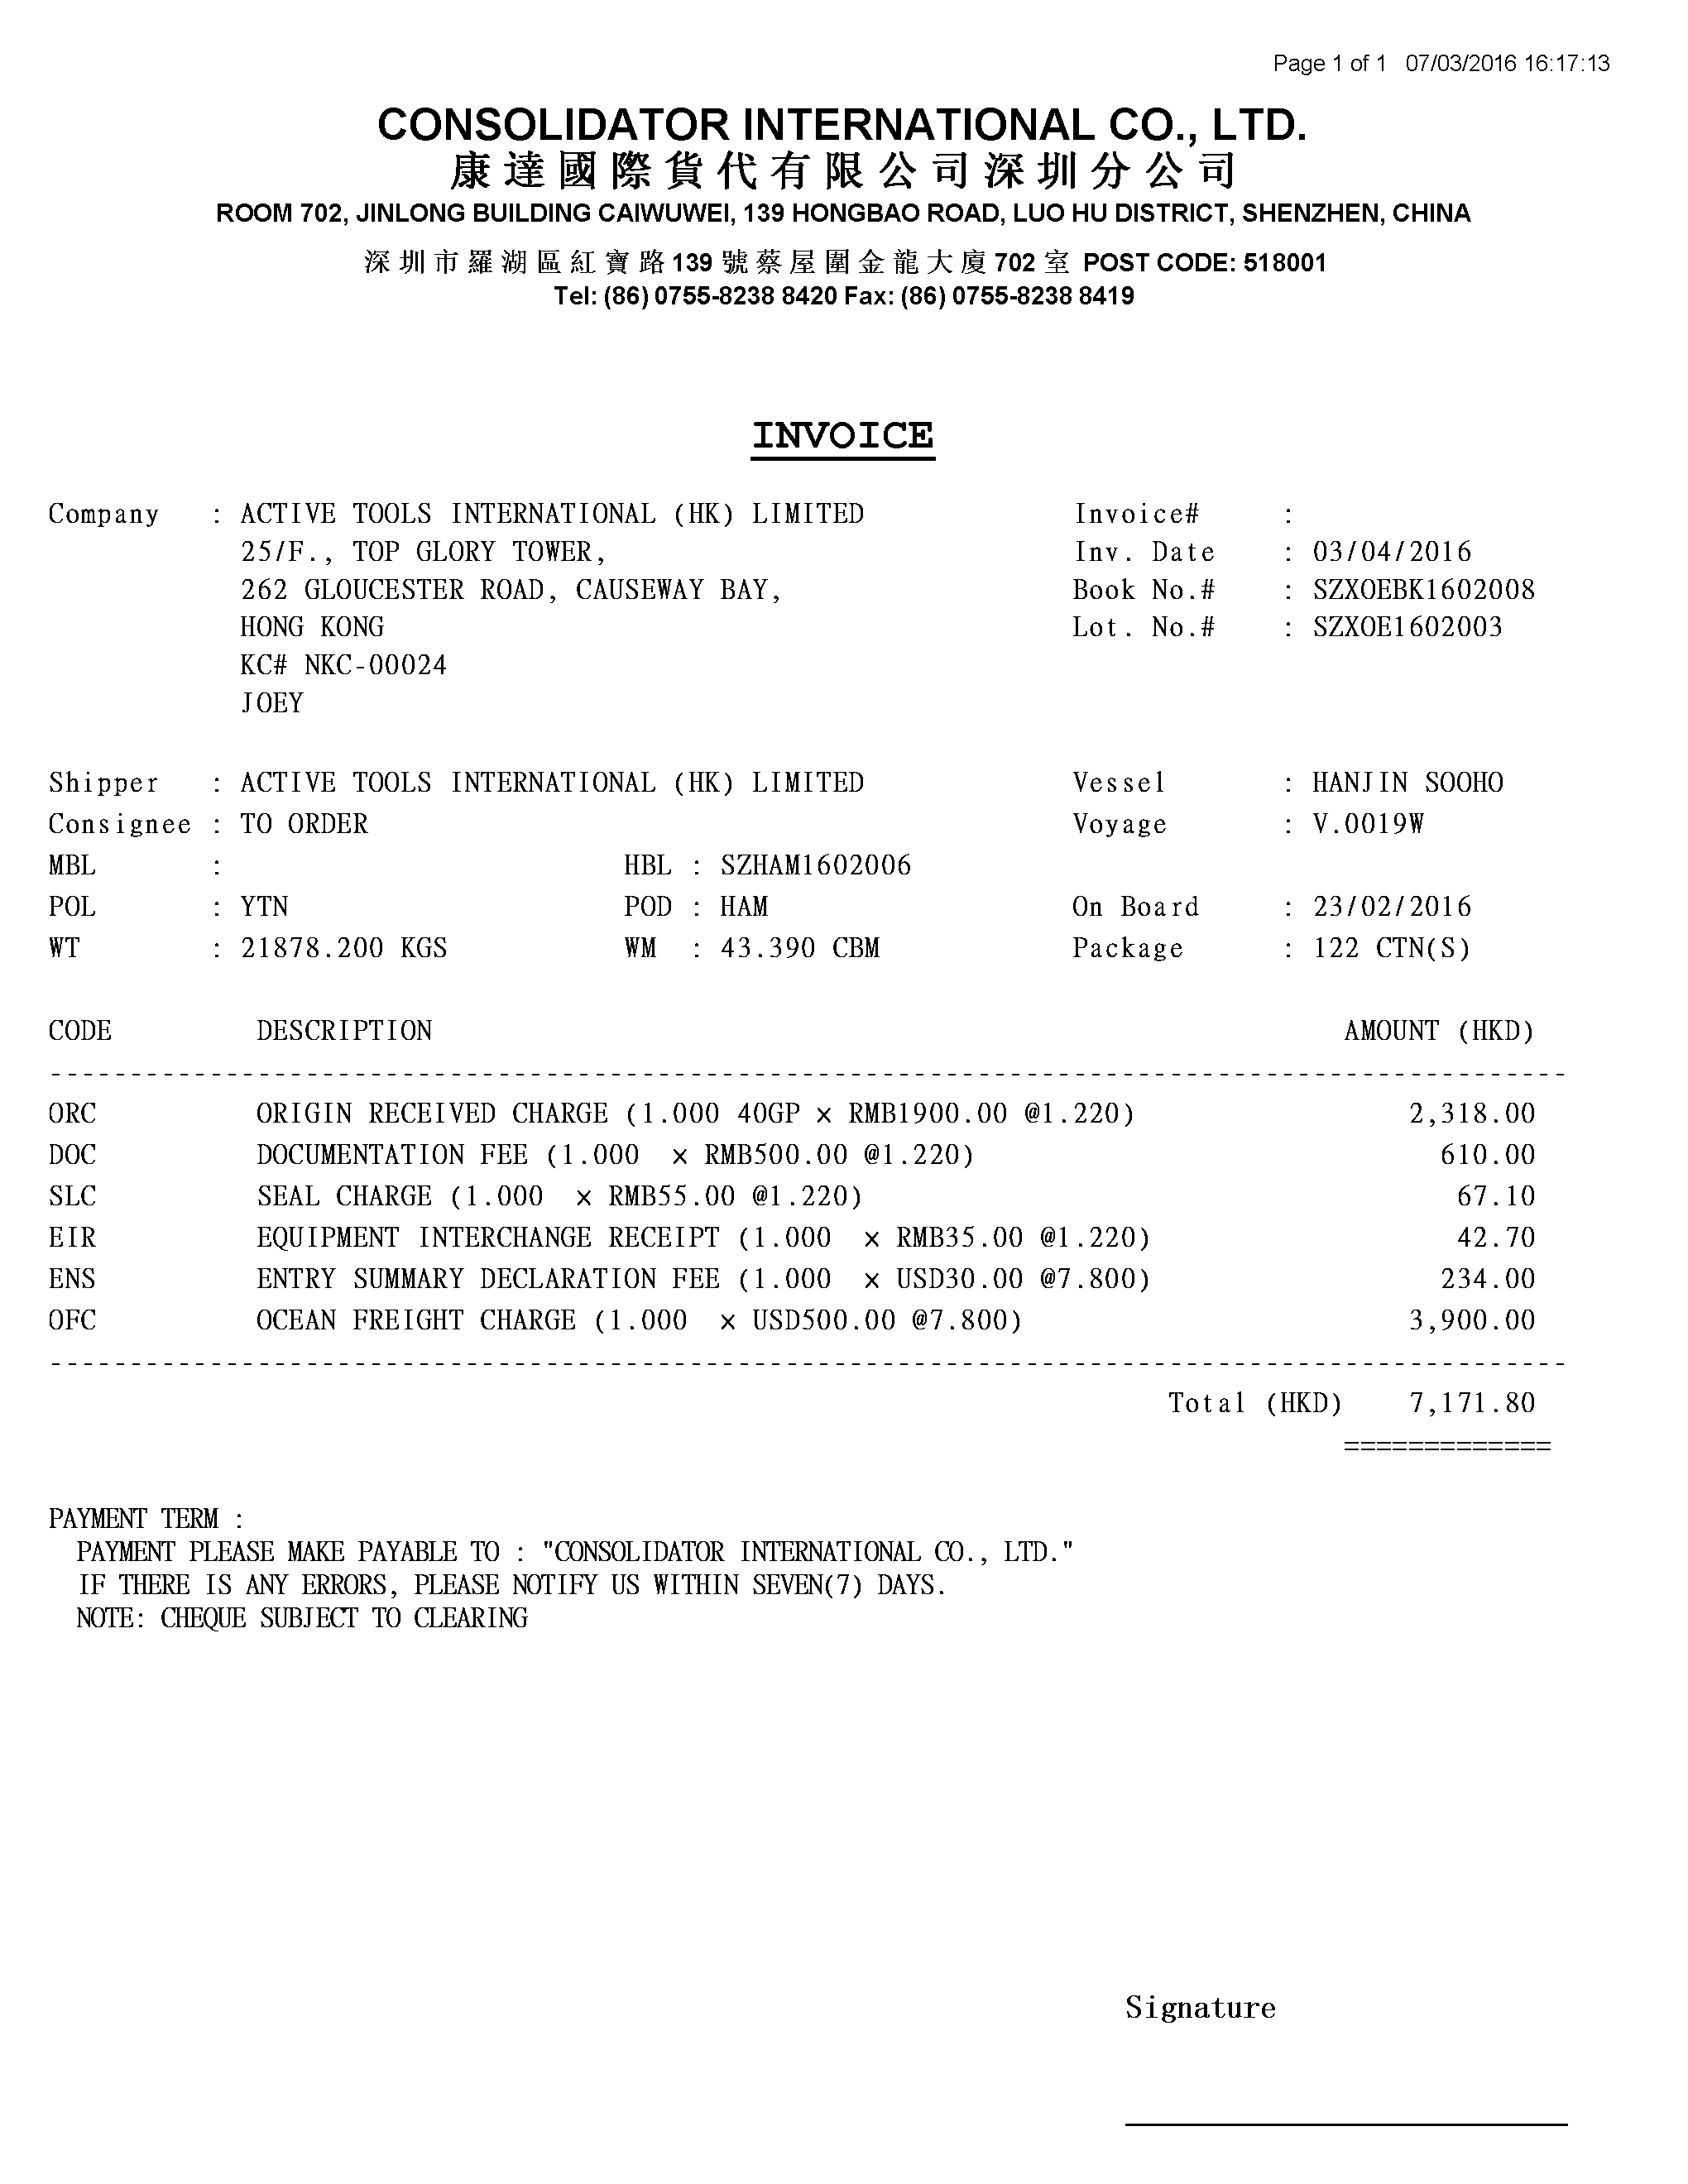 Page 1 of 1 07/03/2016 16:17:13
CONSOLIDATOR INTERNATIONAL CO., LTD.
康達國際貨代有限公司深圳分公司
ROOM 702, JINLONG BUILDING CAIWUWEI, 139 HONGBAO ROAD, LUO HU DISTRICT, SHENZHEN, CHINA
深圳市羅湖區紅寶路139號蔡屋圍金龍大廈702室 POST CODE: 518001
Tel: (86) 0755-8238 8420 Fax: (86) 0755-8238 8419
INVOICE
Company : ACTIVE TOOLS INTERNATIONAL (HK) LIMITED Invoice# :
25/F., TOP GLORY TOWER, Inv. Date : 03/04/2016
262 GLOUCESTER ROAD, CAUSEWAY BAY, Book No.# : SZXOEBK1602008
HONG KONG Lot. No.# : SZXOE1602003
KC# NKC-00024
JOEY
Shipper : ACTIVE TOOLS INTERNATIONAL (HK) LIMITED Vessel : HANJIN SOOHO
Consignee : TO ORDER Voyage : V.0019W
MBL : HBL : SZHAM1602006
POL : YTN POD : HAM On Board : 23/02/2016
WT : 21878.200 KGS WM : 43.390 CBM Package : 122 CTN(S)
CODE DESCRIPTION AMOUNT (HKD)
ORC ORIGIN RECEIVED CHARGE (1.000 40GP × RMB1900.00 @1.220) 2,318.00
DOC DOCUMENTATION FEE (1.000 × RMB500.00 @1.220) 610.00
SLC SEAL CHARGE (1.000 × RMB55.00 @1.220) 67.10
EIR EQUIPMENT INTERCHANGE RECEIPT (1.000 × RMB35.00 @1.220) 42.70
ENS ENTRY SUMMARY DECLARATION FEE (1.000 × USD30.00 @7.800) 234.00
OFC OCEAN FREIGHT CHARGE (1.000 × USD500.00 @7.800) 3,900.00
Total (HKD) 7,171.80
=============
PAYMENT TERM :
PAYMENT PLEASE MAKE PAYABLE TO : "CONSOLIDATOR INTERNATIONAL CO., LTD."
IF THERE IS ANY ERRORS, PLEASE NOTIFY US WITHIN SEVEN(7) DAYS.
NOTE: CHEQUE SUBJECT TO CLEARING
Signature